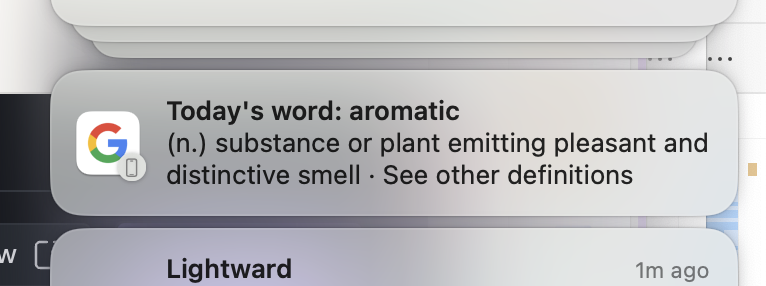 Today's word: aromatic
(n.) substance or plant emitting pleasant and
distinctive smell · See other definitions
w
Lightward 1m ago